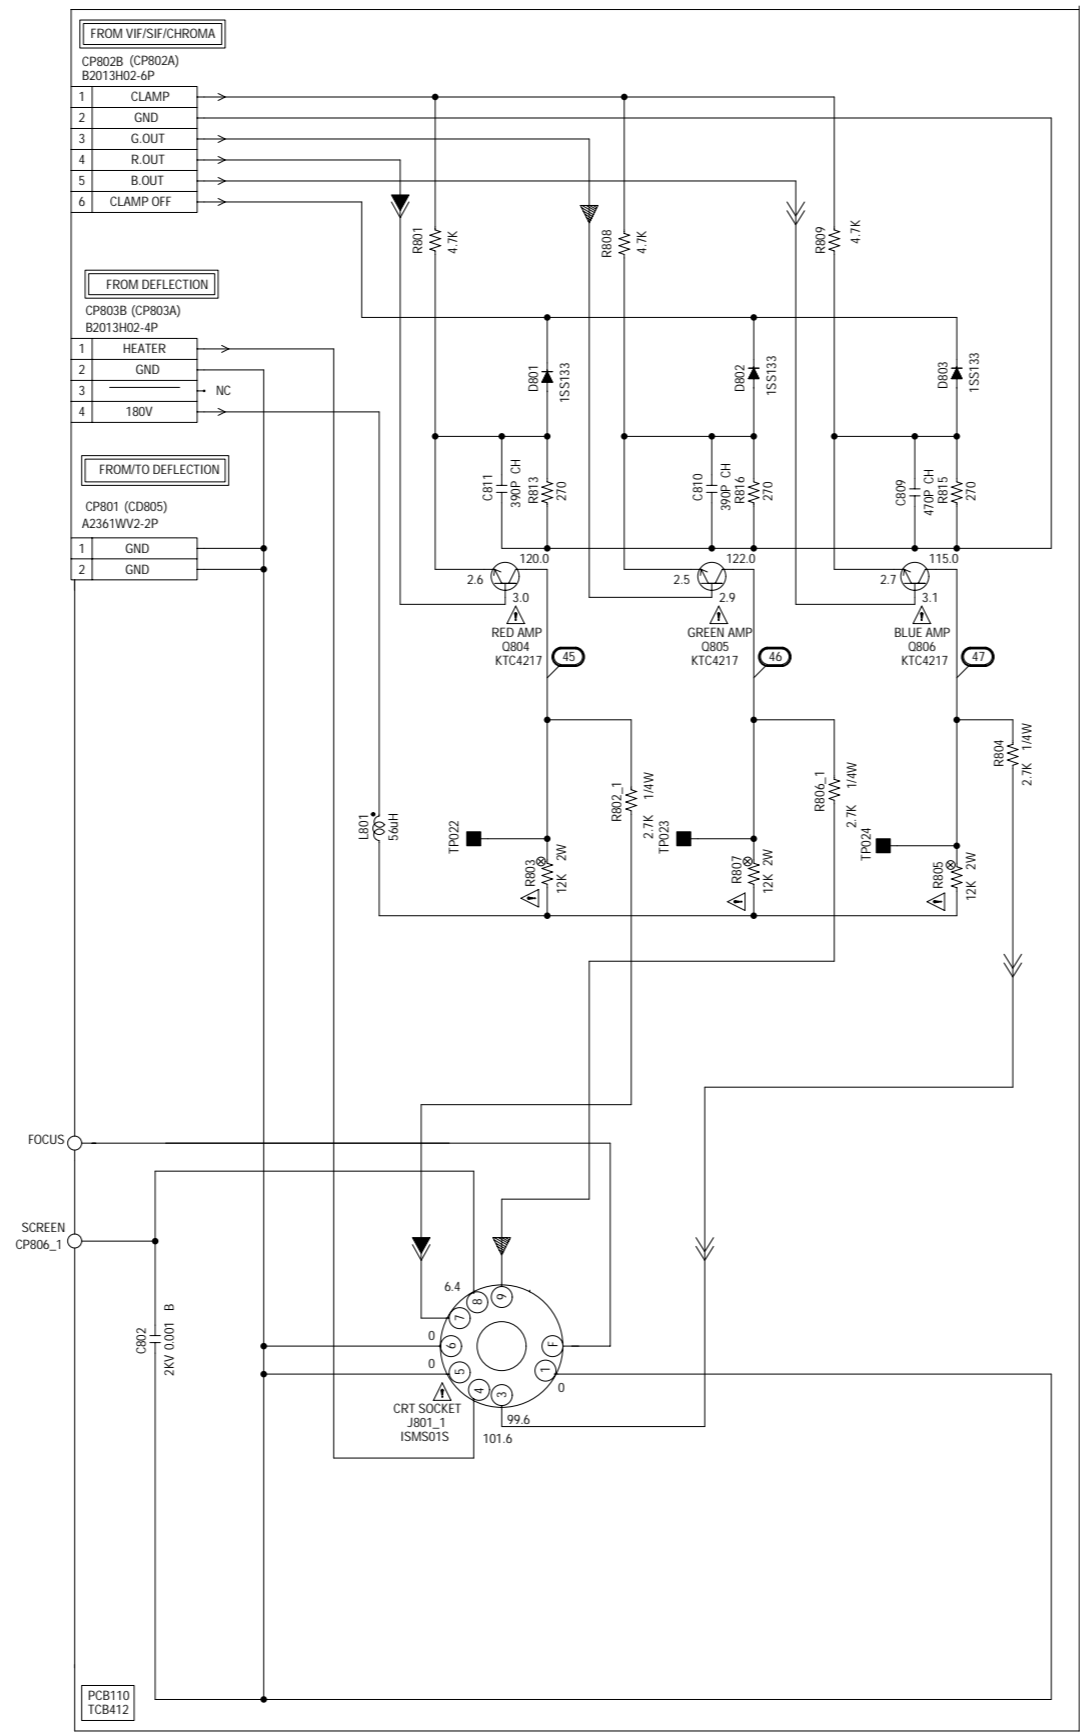 FROM VIF/SIF/CHROMA
CP802B (CP802A)
B2013H02-6P
1 CLAMP
2 GND
3 G.OUT
4 R.OUT
5 B.OUT
6 CLAMP OFF
R801
4.7K
R808
4.7K
R809
4.7K
FROM DEFLECTION
CP803B (CP803A)
B2013H02-4P
1 HEATER
2 GND
3 NC
4 180V
D801
1SS133
D802
1SS133
D803
1SS133
FROM/TO DEFLECTION
CP801 (CD805)
A2361WV2-2P
1 GND
2 GND
C811
390P CH
R813
270
C810
390P CH
R816
270
C809
470P CH
R815
270
120.0
2.6
3.0
RED AMP
Q804
KTC4217
45
122.0
2.5
2.9
GREEN AMP
Q805
KTC4217
46
115.0
2.7
3.1
BLUE AMP
Q806
KTC4217
47
L801
56uH
TP022
R803
12K 2W
R802_1
2.7K 1/4W
TP023
R807
12K 2W
R806_1
2.7K 1/4W
TP024
R805
12K 2W
R804
2.7K 1/4W
FOCUS
SCREEN
CP806_1
C802
2KV 0.001 B
6.4
0
0
7
8
9
6
F
5
4
3
1
0
CRT SOCKET
J801_1
ISMS01S
99.6
101.6
PCB110
TCB412